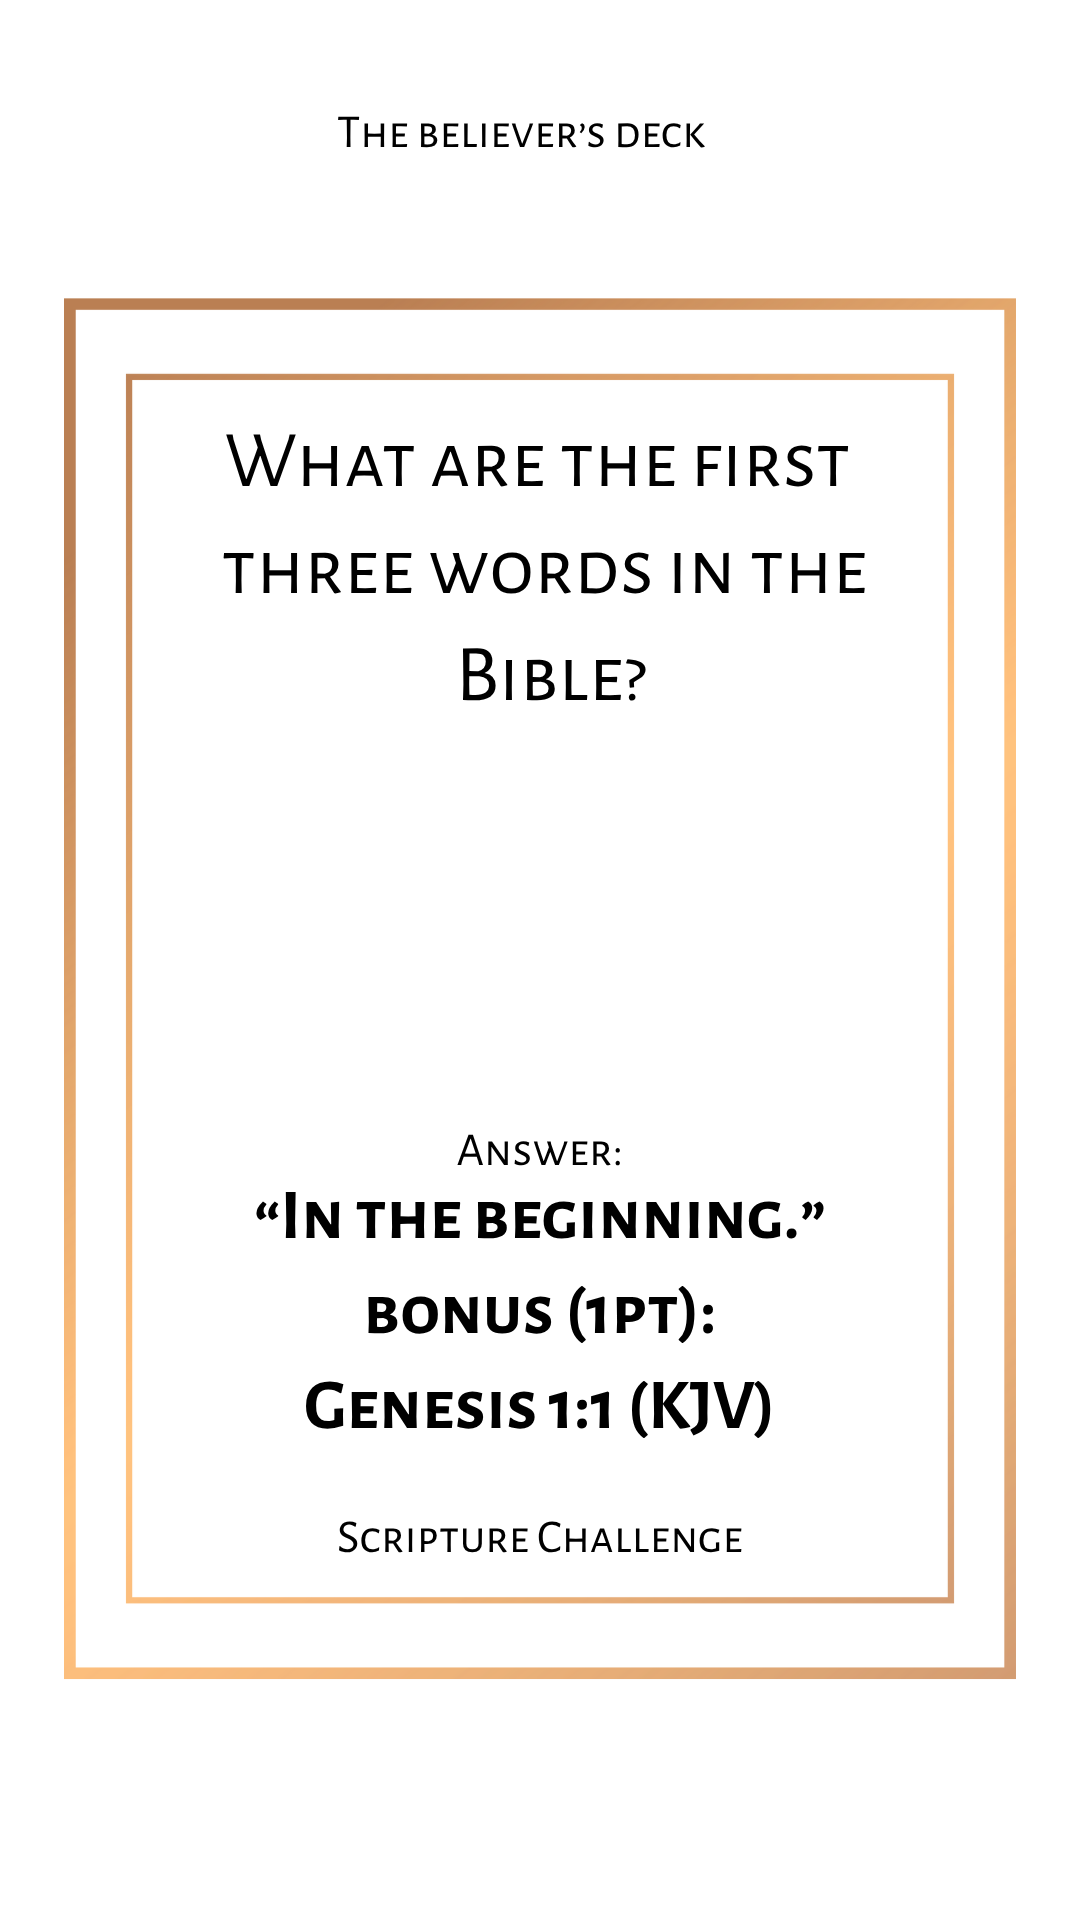 The believer’s deck
What are the first
three words in the
Bible?
Answer:
“In the beginning.”
bonus (1pt):
Genesis 1:1 (KJV)
Scripture Challenge